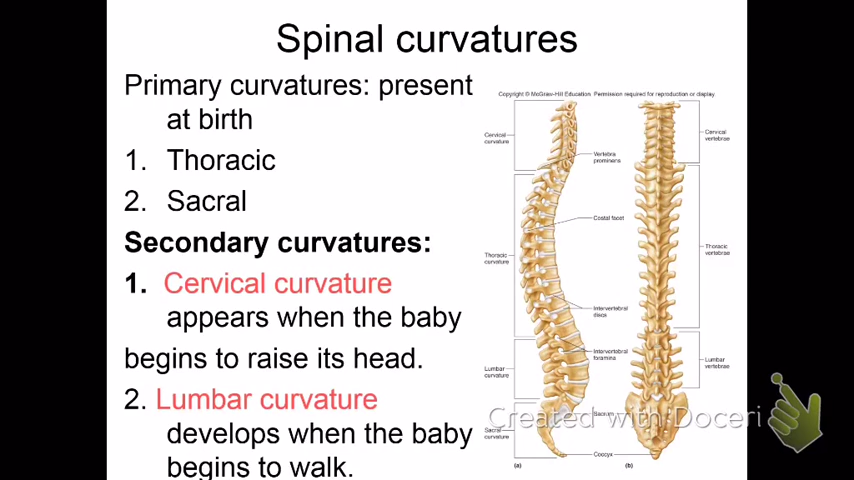 Spinal curvatures
Primary curvatures: present
at birth
1. Thoracic
2. Sacral
Secondary curvatures:
1. Cervical curvature
appears when the baby
begins to raise its head.
2. Lumbar curvature
develops when the baby
begins to walk.
Copyright © McGraw-Hill Education. Permission required for reproduction or display.
Cervical
curvature
Vertebra
prominens
Costal facet
Thoracic
curvature
Intervertebral
discs
Intervertebral
foramina
Lumbar
curvature
Sacrum
Sacral
curvature
Coccyx
(a)
Cervical
vertebrae
Thoracic
vertebrae
Lumbar
vertebrae
(b)
Created with Doceri